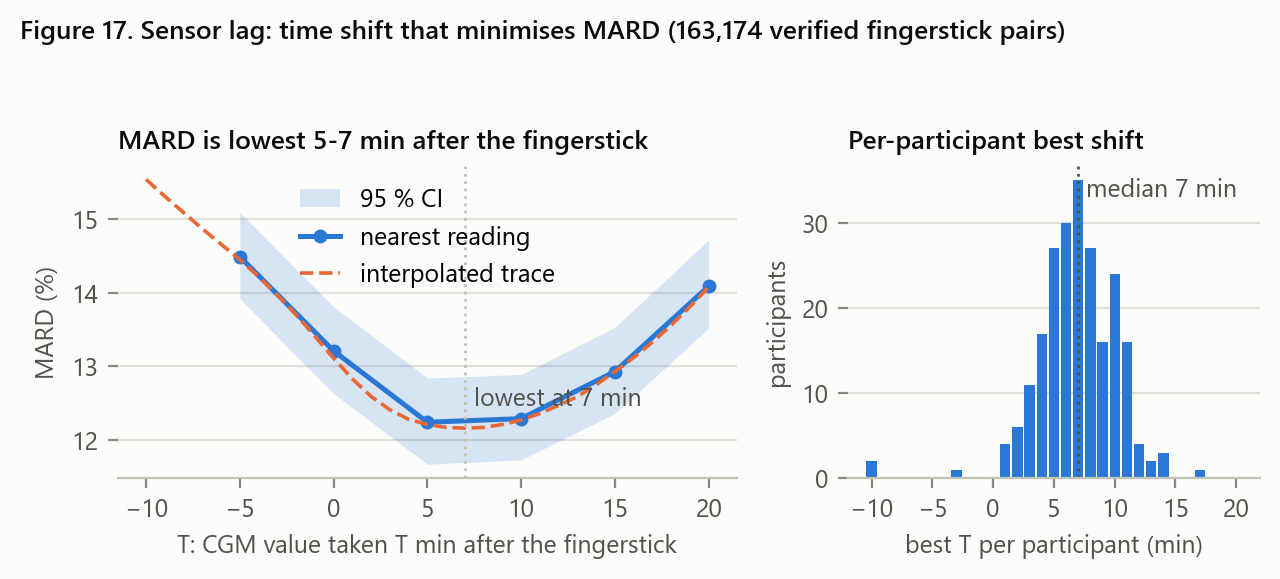 Figure 17. Sensor lag: time shift that minimises MARD (163,174 verified fingerstick pairs)
MARD is lowest 5-7 min after the fingerstick
95 % CI
nearest reading
interpolated trace
lowest at 7 min
MARD (%)
15
14
13
12
−10 −5 0 5 10 15 20
T: CGM value taken T min after the fingerstick
Per-participant best shift
median 7 min
participants
30
20
10
0
−10 −5 0 5 10 15 20
best T per participant (min)